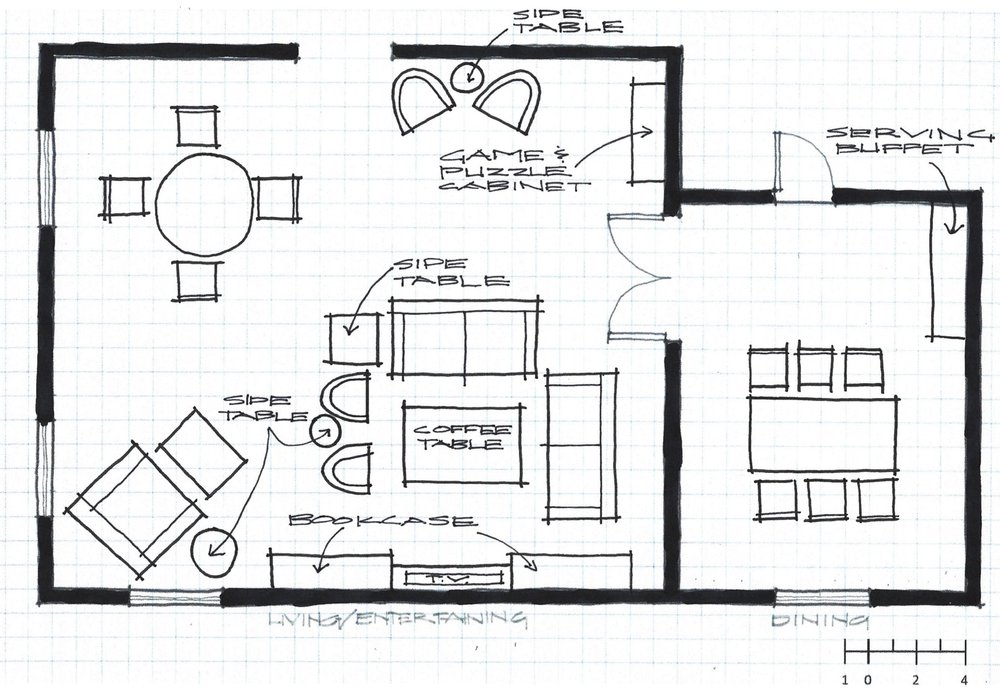 SIDE
TABLE
GAME &
PUZZLE
CABINET
SERVING
BUFFET
SIDE
TABLE
SIDE
TABLE
COFFEE
TABLE
BOOKCASE
T.V.
LIVING/ENTERTAINING
DINING
1 0 2 4